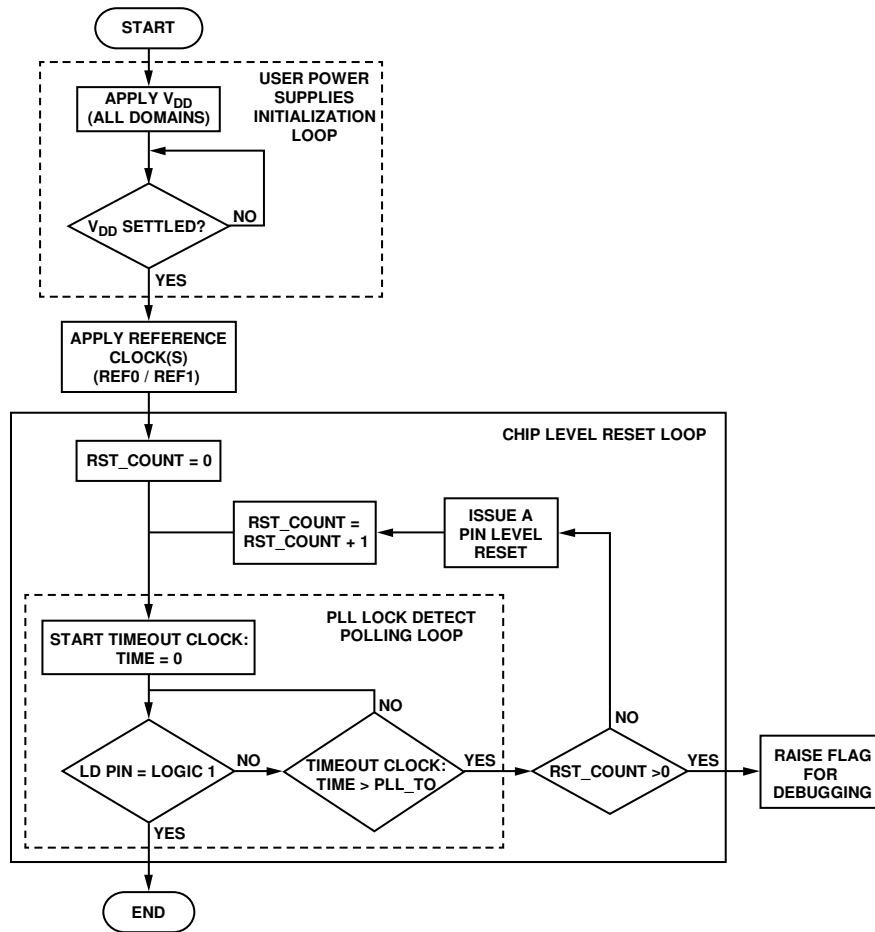 START
USER POWER
SUPPLIES
INITIALIZATION
LOOP
APPLY VDD
(ALL DOMAINS)
VDD SETTLED?
NO
YES
APPLY REFERENCE
CLOCK(S)
(REF0 / REF1)
CHIP LEVEL RESET LOOP
RST_COUNT = 0
RST_COUNT =
RST_COUNT + 1
ISSUE A
PIN LEVEL
RESET
PLL LOCK DETECT
POLLING LOOP
START TIMEOUT CLOCK:
TIME = 0
NO
NO
LD PIN = LOGIC 1
NO
TIMEOUT CLOCK:
TIME > PLL_TO
YES
RST_COUNT >0
YES
RAISE FLAG
FOR
DEBUGGING
YES
END